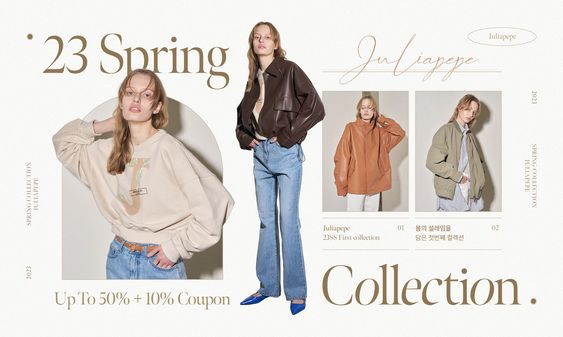 '23 Spring
Juliapepe
Juliapepe
2023
SPRING COLLECTION
JULIAPEPE
SPRING COLLECTION
JULIAPEPE
2023
Juliapepe 01
23SS First collection
봄의 설레임을 02
담은 첫번째 컬렉션
Up To 50% + 10% Coupon
Collection.